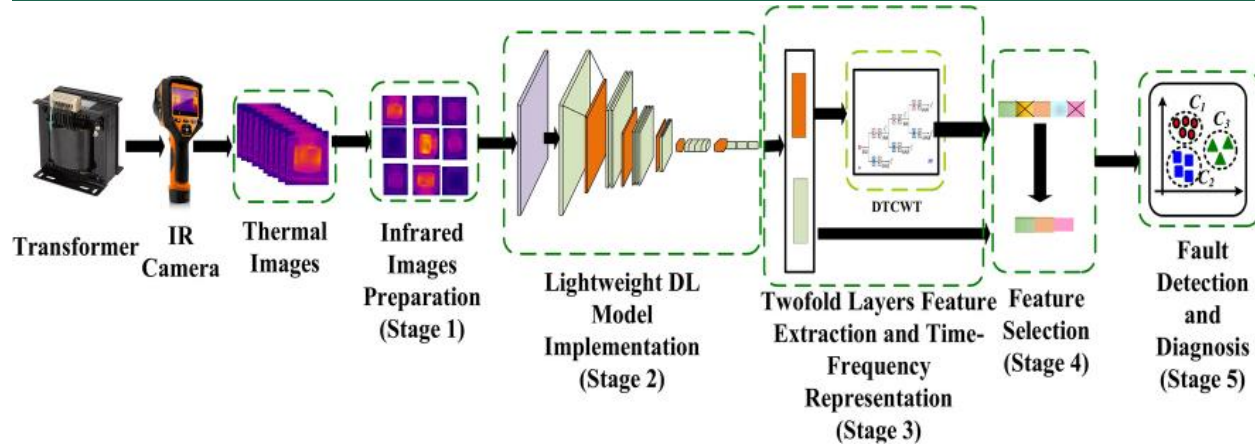 Transformer
IR
Camera
Thermal
Images
Infrared
Images
Preparation
(Stage 1)
Lightweight DL
Model
Implementation
(Stage 2)
DTCWT
Twofold Layers Feature
Extraction and Time-
Frequency
Representation
(Stage 3)
Feature
Selection
(Stage 4)
C1
C3
C2
Fault
Detection
and
Diagnosis
(Stage 5)